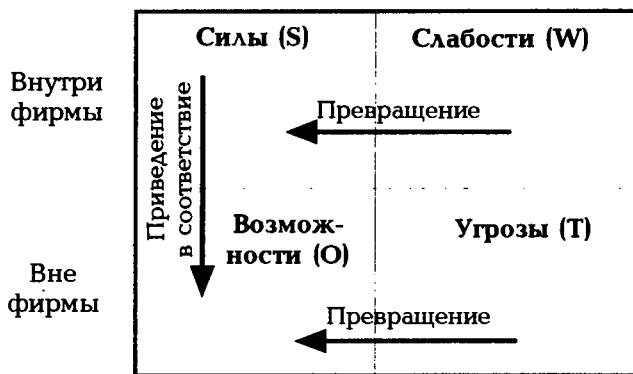 Силы (S)
Слабости (W)
Внутри
фирмы
Превращение
Приведение
в соответствие
Возмож-
ности (О)
Угрозы (Т)
Вне
фирмы
Превращение